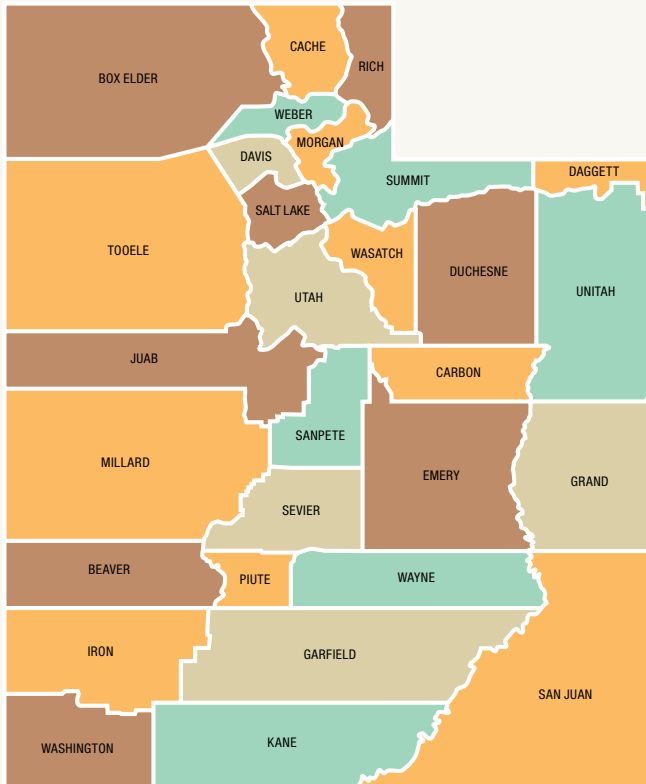 CACHE
RICH
BOX ELDER
WEBER
MORGAN
DAVIS
DAGGETT
SUMMIT
SALT LAKE
TOOELE
WASATCH
DUCHESNE
UNITAH
UTAH
JUAB
CARBON
SANPETE
MILLARD
EMERY
GRAND
SEVIER
BEAVER
PIUTE
WAYNE
IRON
GARFIELD
SAN JUAN
WASHINGTON
KANE